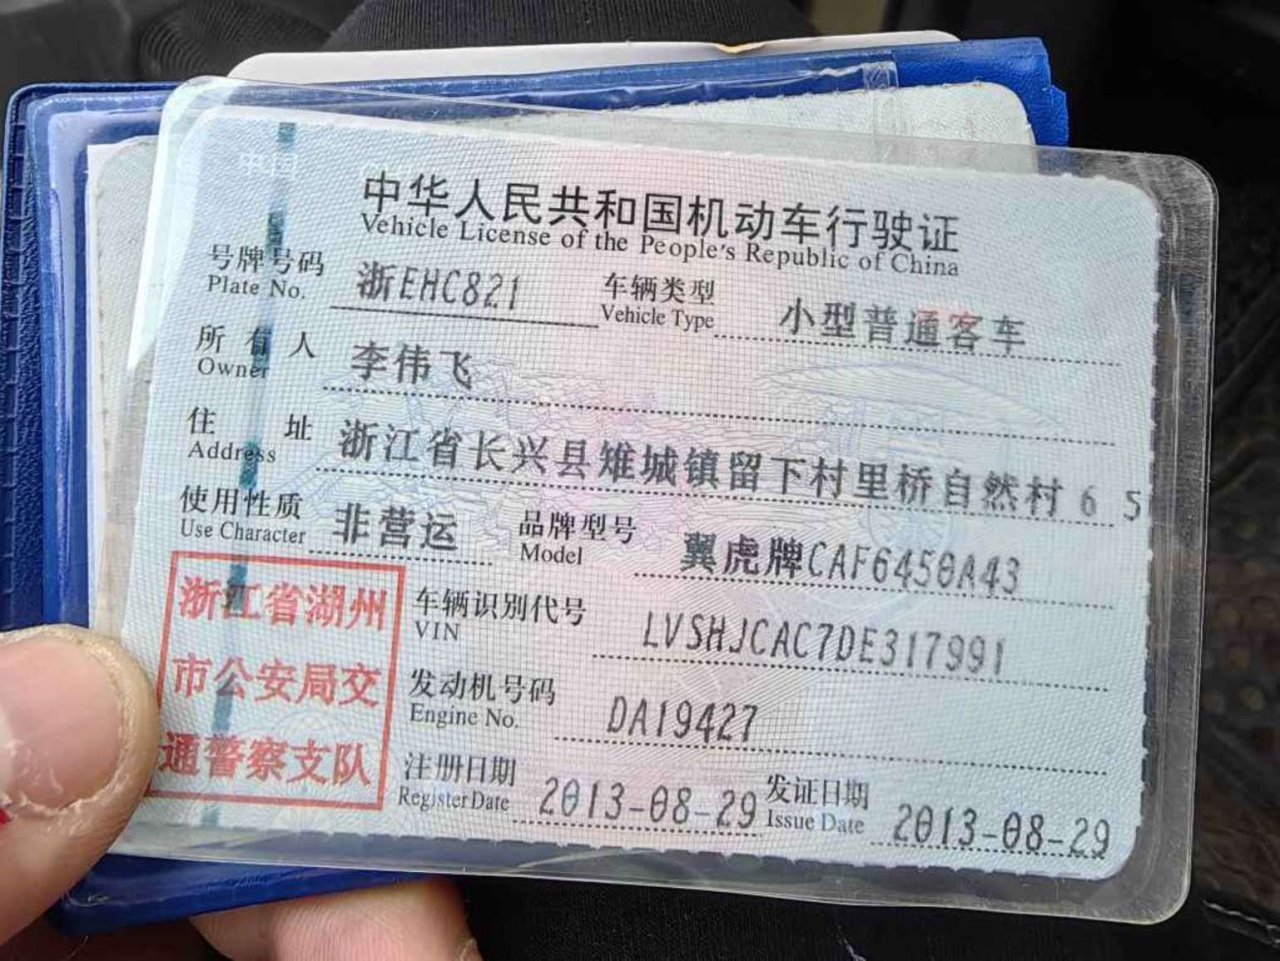 中国
中华人民共和国机动车行驶证
Vehicle License of the People's Republic of China
号牌号码 浙EHC821 车辆类型 小型普通客车
Plate No. Vehicle Type
所有人 李伟飞
Owner
住址 浙江省长兴县雉城镇留下村里桥自然村65
Address
使用性质 非营运 品牌型号 翼虎牌CAF6450A43
Use Character Model
浙江省湖州
市公安局交
通警察支队
车辆识别代号 LVSHJCAC7DE317991
VIN
发动机号码 DA19427
Engine No.
注册日期 2013-08-29 发证日期 2013-08-29
Register Date Issue Date